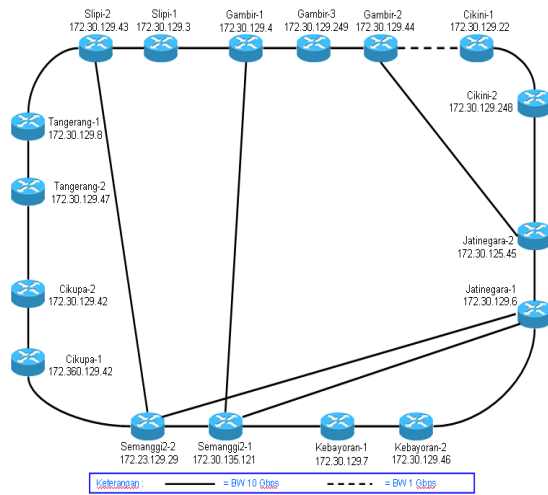 Slipi-2
172.30.129.43
Slipi-1
172.30.129.3
Gambir-1
172.30.129.4
Gambir-3
172.30.129.249
Gambir-2
172.30.129.44
Cikini-1
172.30.129.22
Cikini-2
172.30.129.248
Tangerang-1
172.30.129.8
Tangerang-2
172.30.129.47
Jatinegara-2
172.30.125.45
Cikupa-2
172.30.129.42
Jatinegara-1
172.30.129.6
Cikupa-1
172.360.129.42
Semanggi2-2
172.23.129.29
Semanggi2-1
172.30.135.121
Kebayoran-1
172.30.129.7
Kebayoran-2
172.30.129.46
Keterangan : = BW 10 Gbps = BW 1 Gbps